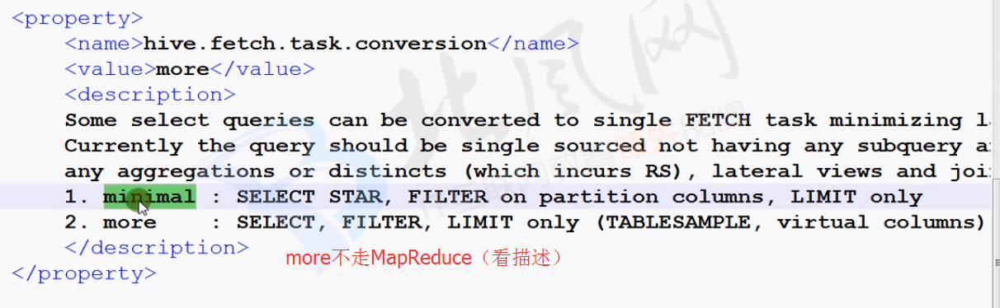 <property>
<name>hive.fetch.task.conversion</name>
<value>more</value>
<description>
Some select queries can be converted to single FETCH task minimizing
Currently the query should be single sourced not having any subquery
any aggregations or distincts (which incurs RS), lateral views and
1. minimal : SELECT STAR, FILTER on partition columns, LIMIT only
2. more : SELECT, FILTER, LIMIT only (TABLESAMPLE, virtual columns)
</description>
more不走MapReduce（看描述）
</property>
北风网